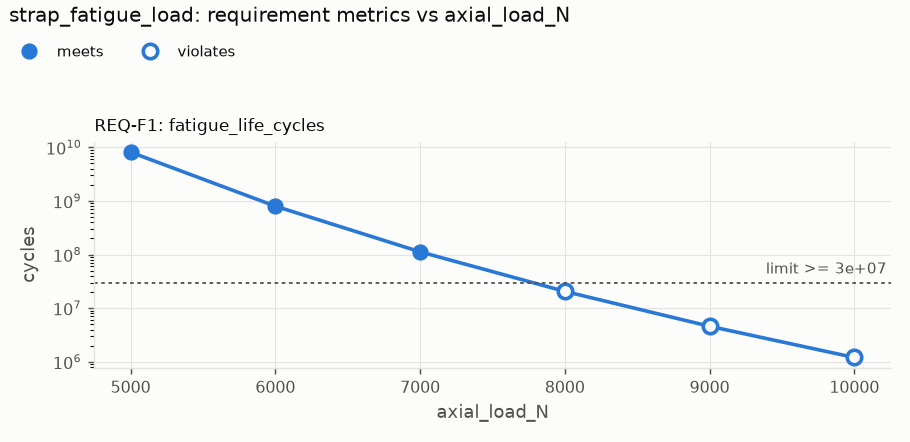 strap_fatigue_load: requirement metrics vs axial_load_N
meets
violates
REQ-F1: fatigue_life_cycles
10^10
10^9
10^8
10^7
10^6
cycles
limit >= 3e+07
5000 6000 7000 8000 9000 10000
axial_load_N